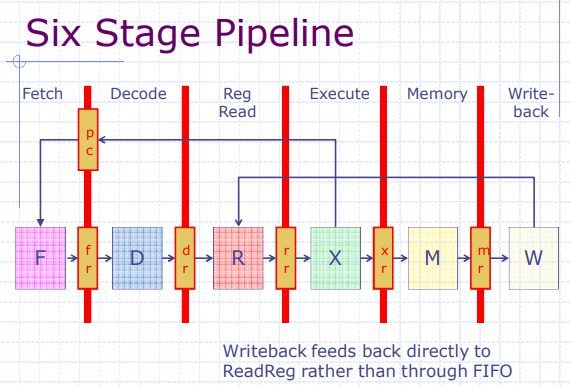 Six Stage Pipeline
Fetch
Decode
Reg
Read
Execute
Memory
Write-
back
p
c
F
f
r
D
d
r
R
r
r
X
x
r
M
m
r
W
Writeback feeds back directly to
ReadReg rather than through FIFO